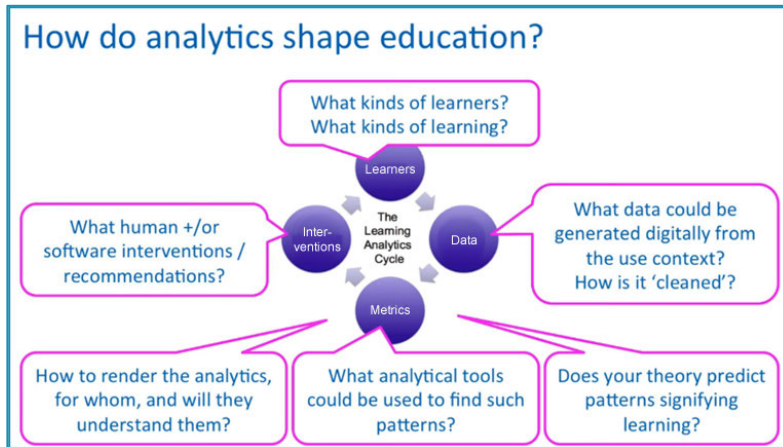 How do analytics shape education?
What kinds of learners?
What kinds of learning?
Learners
What human +/or
software interventions /
recommendations?
Inter-
ventions
The
Learning
Analytics
Cycle
Data
What data could be
generated digitally from
the use context?
How is it ‘cleaned’?
Metrics
How to render the analytics,
for whom, and will they
understand them?
What analytical tools
could be used to find such
patterns?
Does your theory predict
patterns signifying
learning?